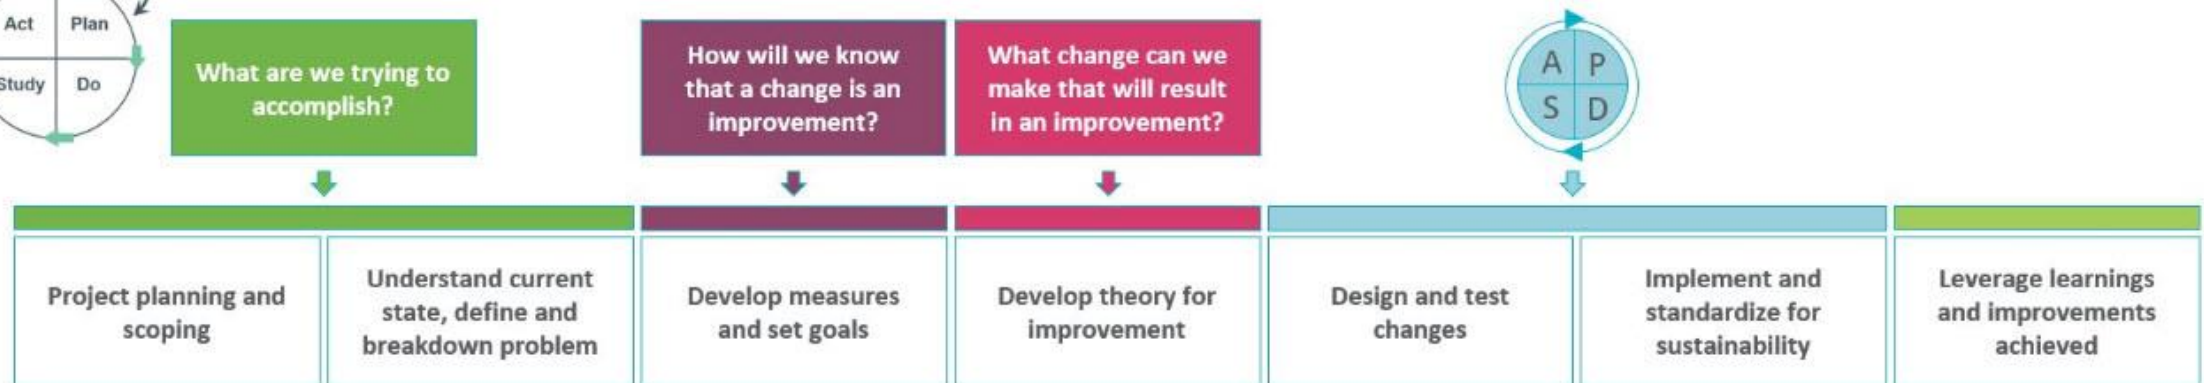 Act Plan
Study Do
What are we trying to
accomplish?
How will we know
that a change is an
improvement?
What change can we
make that will result
in an improvement?
A P
S D
Project planning and
scoping
Understand current
state, define and
breakdown problem
Develop measures
and set goals
Develop theory for
improvement
Design and test
changes
Implement and
standardize for
sustainability
Leverage learnings
and improvements
achieved